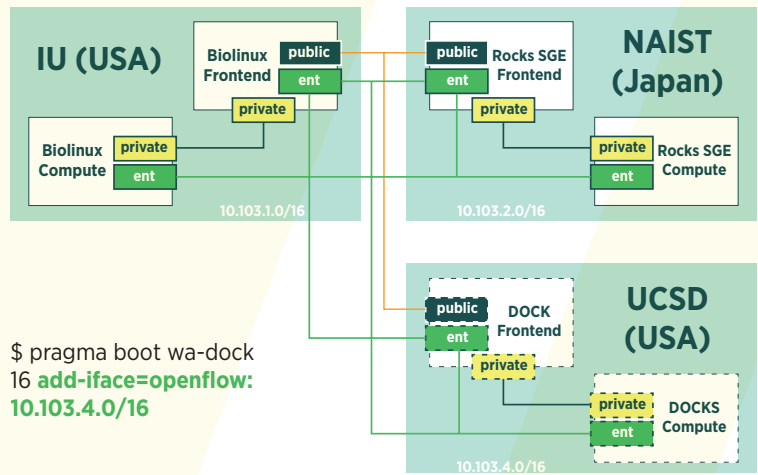 IU (USA)
Biolinux
Frontend
public
ent
private
Biolinux
Compute
private
ent
10.103.1.0/16
NAIST
(Japan)
public
ent
Rocks SGE
Frontend
private
private
ent
Rocks SGE
Compute
10.103.2.0/16
UCSD
(USA)
public
ent
DOCK
Frontend
private
private
ent
DOCKS
Compute
10.103.4.0/16
$ pragma boot wa-dock
16 add-iface=openflow:
10.103.4.0/16